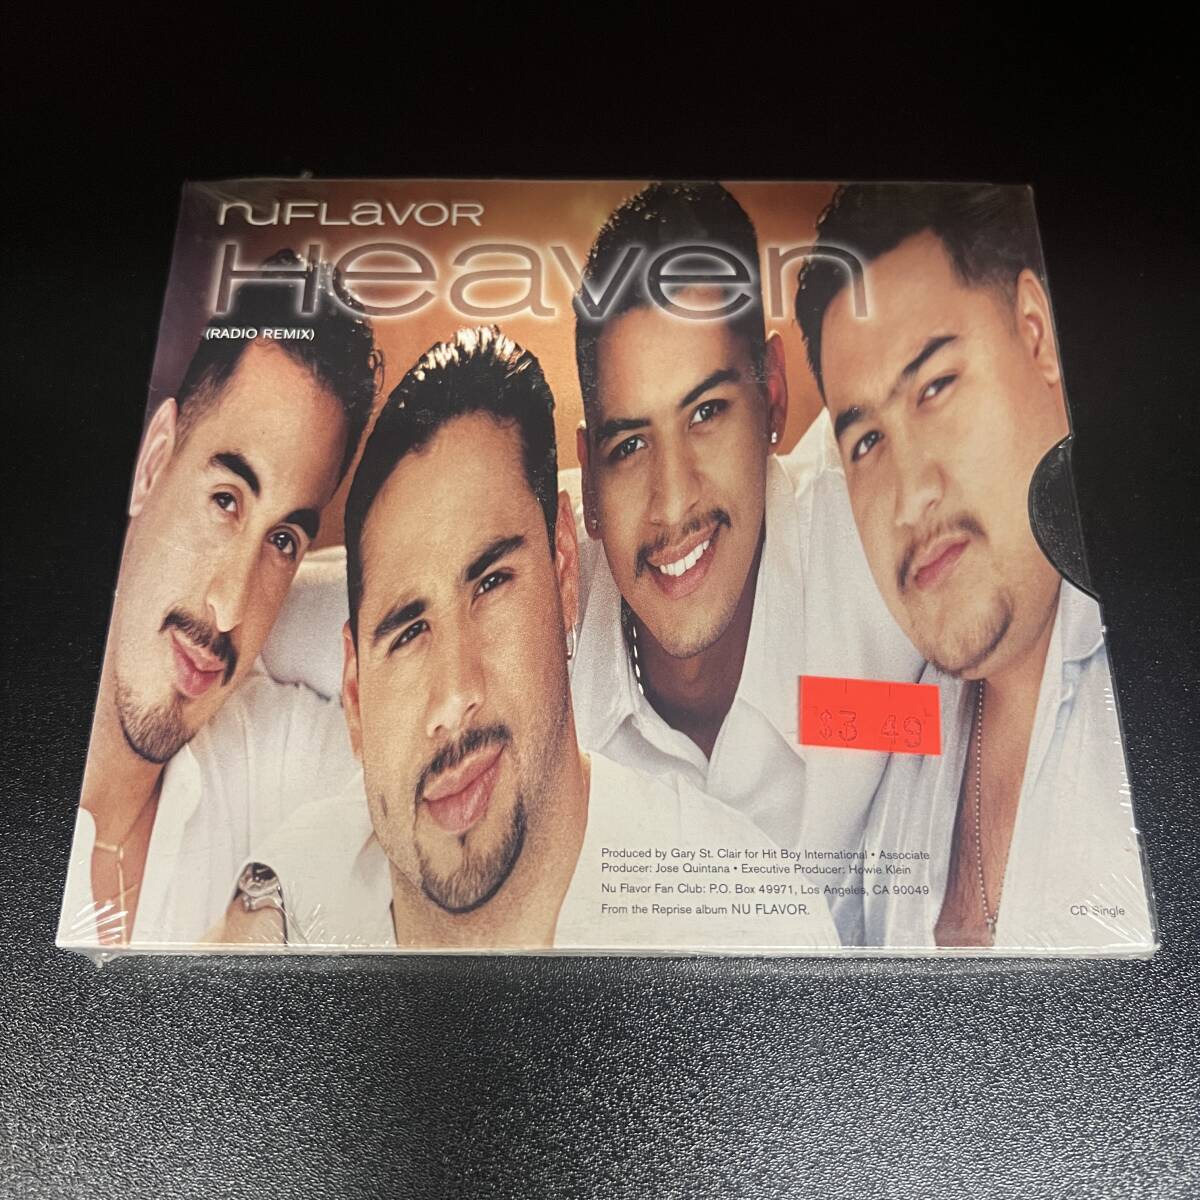 nuFLavOR
Heaven
(RADIO REMIX)
$3 49
Produced by Gary St. Clair for Hit Boy International • Associate
Producer: Jose Quintana • Executive Producer: Howie Klein
Nu Flavor Fan Club: P.O. Box 49971, Los Angeles, CA 90049
From the Reprise album NU FLAVOR.
CD Single